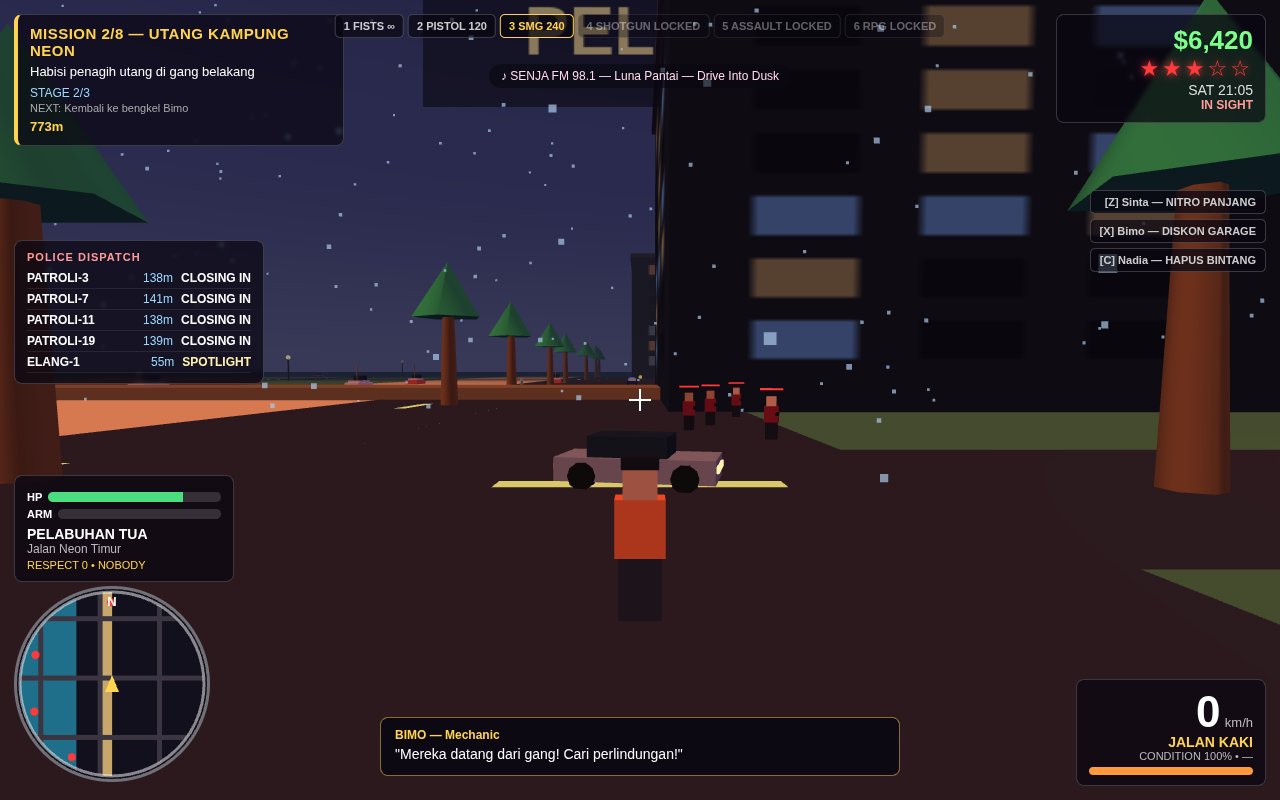 MISSION 2/8 — UTANG KAMPUNG NEON
Habisi penagih utang di gang belakang
STAGE 2/3
NEXT: Kembali ke bengkel Bimo
773m
1 FISTS ∞
2 PISTOL 120
3 SMG 240
4 SHOTGUN LOCKED
5 ASSAULT LOCKED
6 RPG LOCKED
PEL
♪ SENJA FM 98.1 — Luna Pantai — Drive Into Dusk
$6,420
★★★☆☆
SAT 21:05
IN SIGHT
[Z] Sinta — NITRO PANJANG
[X] Bimo — DISKON GARAGE
[C] Nadia — HAPUS BINTANG
POLICE DISPATCH
PATROLI-3 138m CLOSING IN
PATROLI-7 141m CLOSING IN
PATROLI-11 138m CLOSING IN
PATROLI-19 139m CLOSING IN
ELANG-1 55m SPOTLIGHT
HP
ARM
PELABUHAN TUA
Jalan Neon Timur
RESPECT 0 • NOBODY
N
BIMO — Mechanic
"Mereka datang dari gang! Cari perlindungan!"
0 km/h
JALAN KAKI
CONDITION 100% • —